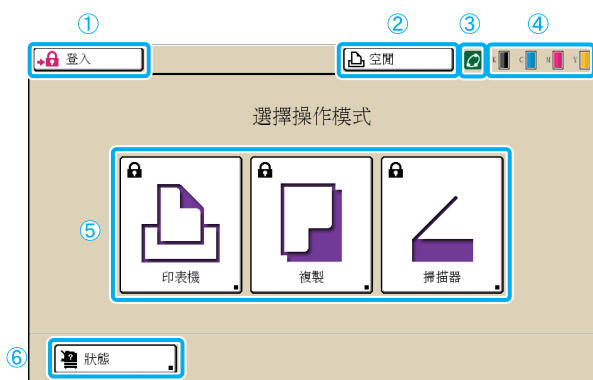 ① ② ③ ④
登入 空閒 K C M Y
選擇操作模式
⑤
印表機 複製 掃描器
⑥ 狀態